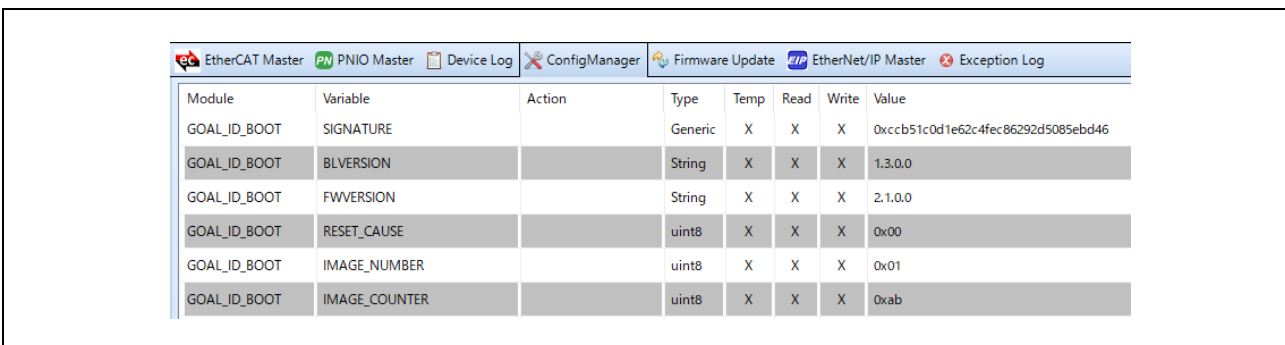 EtherCAT Master PN PNIO Master Device Log ConfigManager Firmware Update EIP EtherNet/IP Master Exception Log
Module Variable Action Type Temp Read Write Value
GOAL_ID_BOOT SIGNATURE Generic X X X 0xccb51c0d1e62c4fec86292d5085ebd46
GOAL_ID_BOOT BLVERSION String X X X 1.3.0.0
GOAL_ID_BOOT FWVERSION String X X X 2.1.0.0
GOAL_ID_BOOT RESET_CAUSE uint8 X X X 0x00
GOAL_ID_BOOT IMAGE_NUMBER uint8 X X X 0x01
GOAL_ID_BOOT IMAGE_COUNTER uint8 X X X 0xab